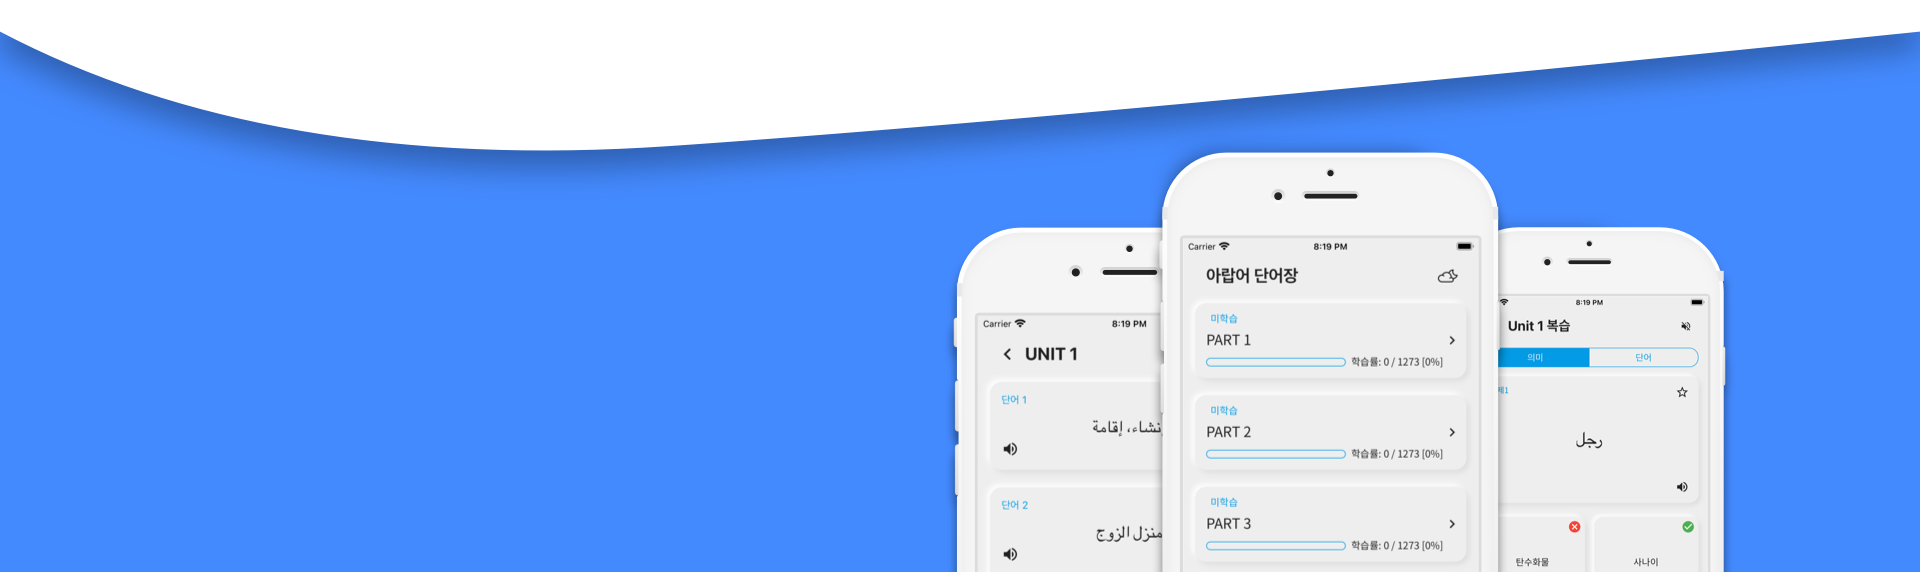 Carrier
8:19 PM
UNIT 1
단어 1
إنشاء، إقامة
단어 2
منزل الزوج
Carrier
8:19 PM
아랍어 단어장
미학습
PART 1
학습률: 0 / 1273 [0%]
미학습
PART 2
학습률: 0 / 1273 [0%]
미학습
PART 3
학습률: 0 / 1273 [0%]
8:19 PM
Unit 1 복습
의미
단어
رجل
탄수화물
사나이